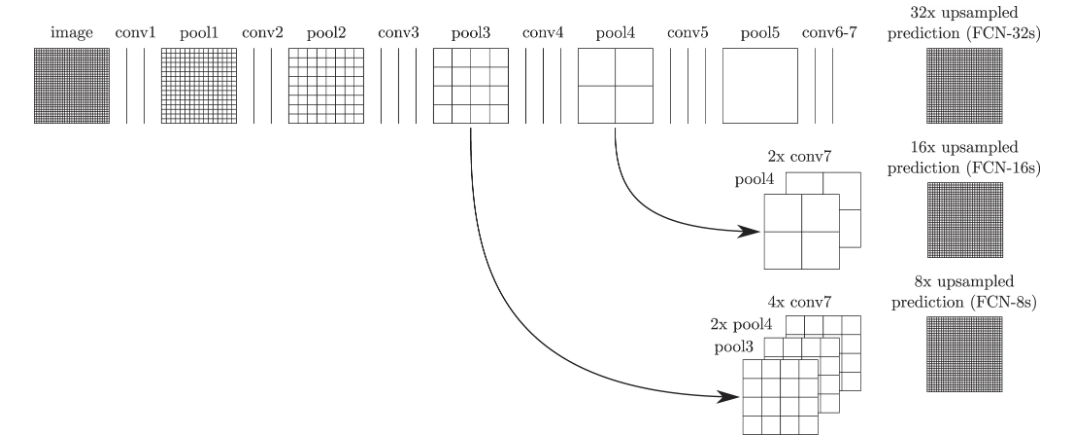 image conv1 pool1 conv2 pool2 conv3 pool3 conv4 pool4 conv5 pool5 conv6-7
32x upsampled
prediction (FCN-32s)
2x conv7
pool4
16x upsampled
prediction (FCN-16s)
4x conv7
2x pool4
pool3
8x upsampled
prediction (FCN-8s)